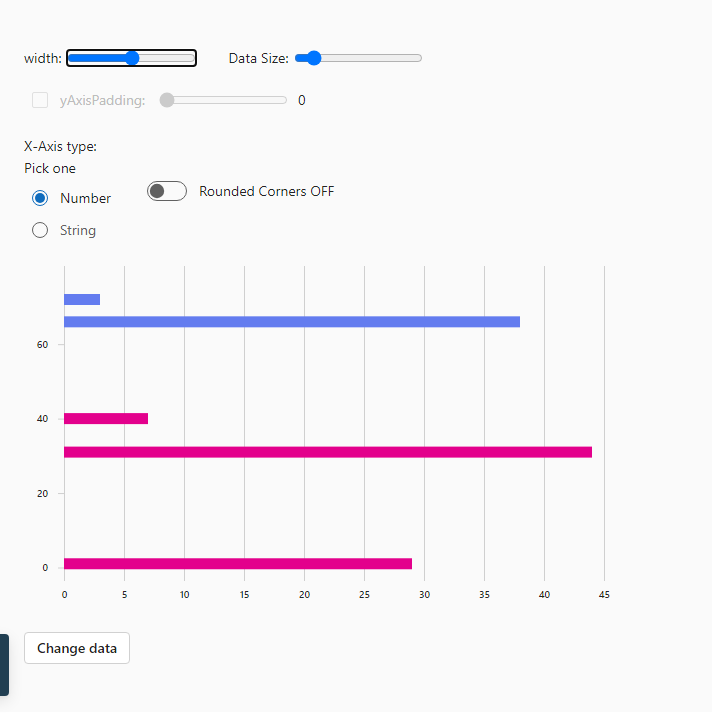 width: Data Size:
yAxisPadding: 0
X-Axis type:
Pick one
Number Rounded Corners OFF
String
60
40
20
0
0 5 10 15 20 25 30 35 40 45
Change data